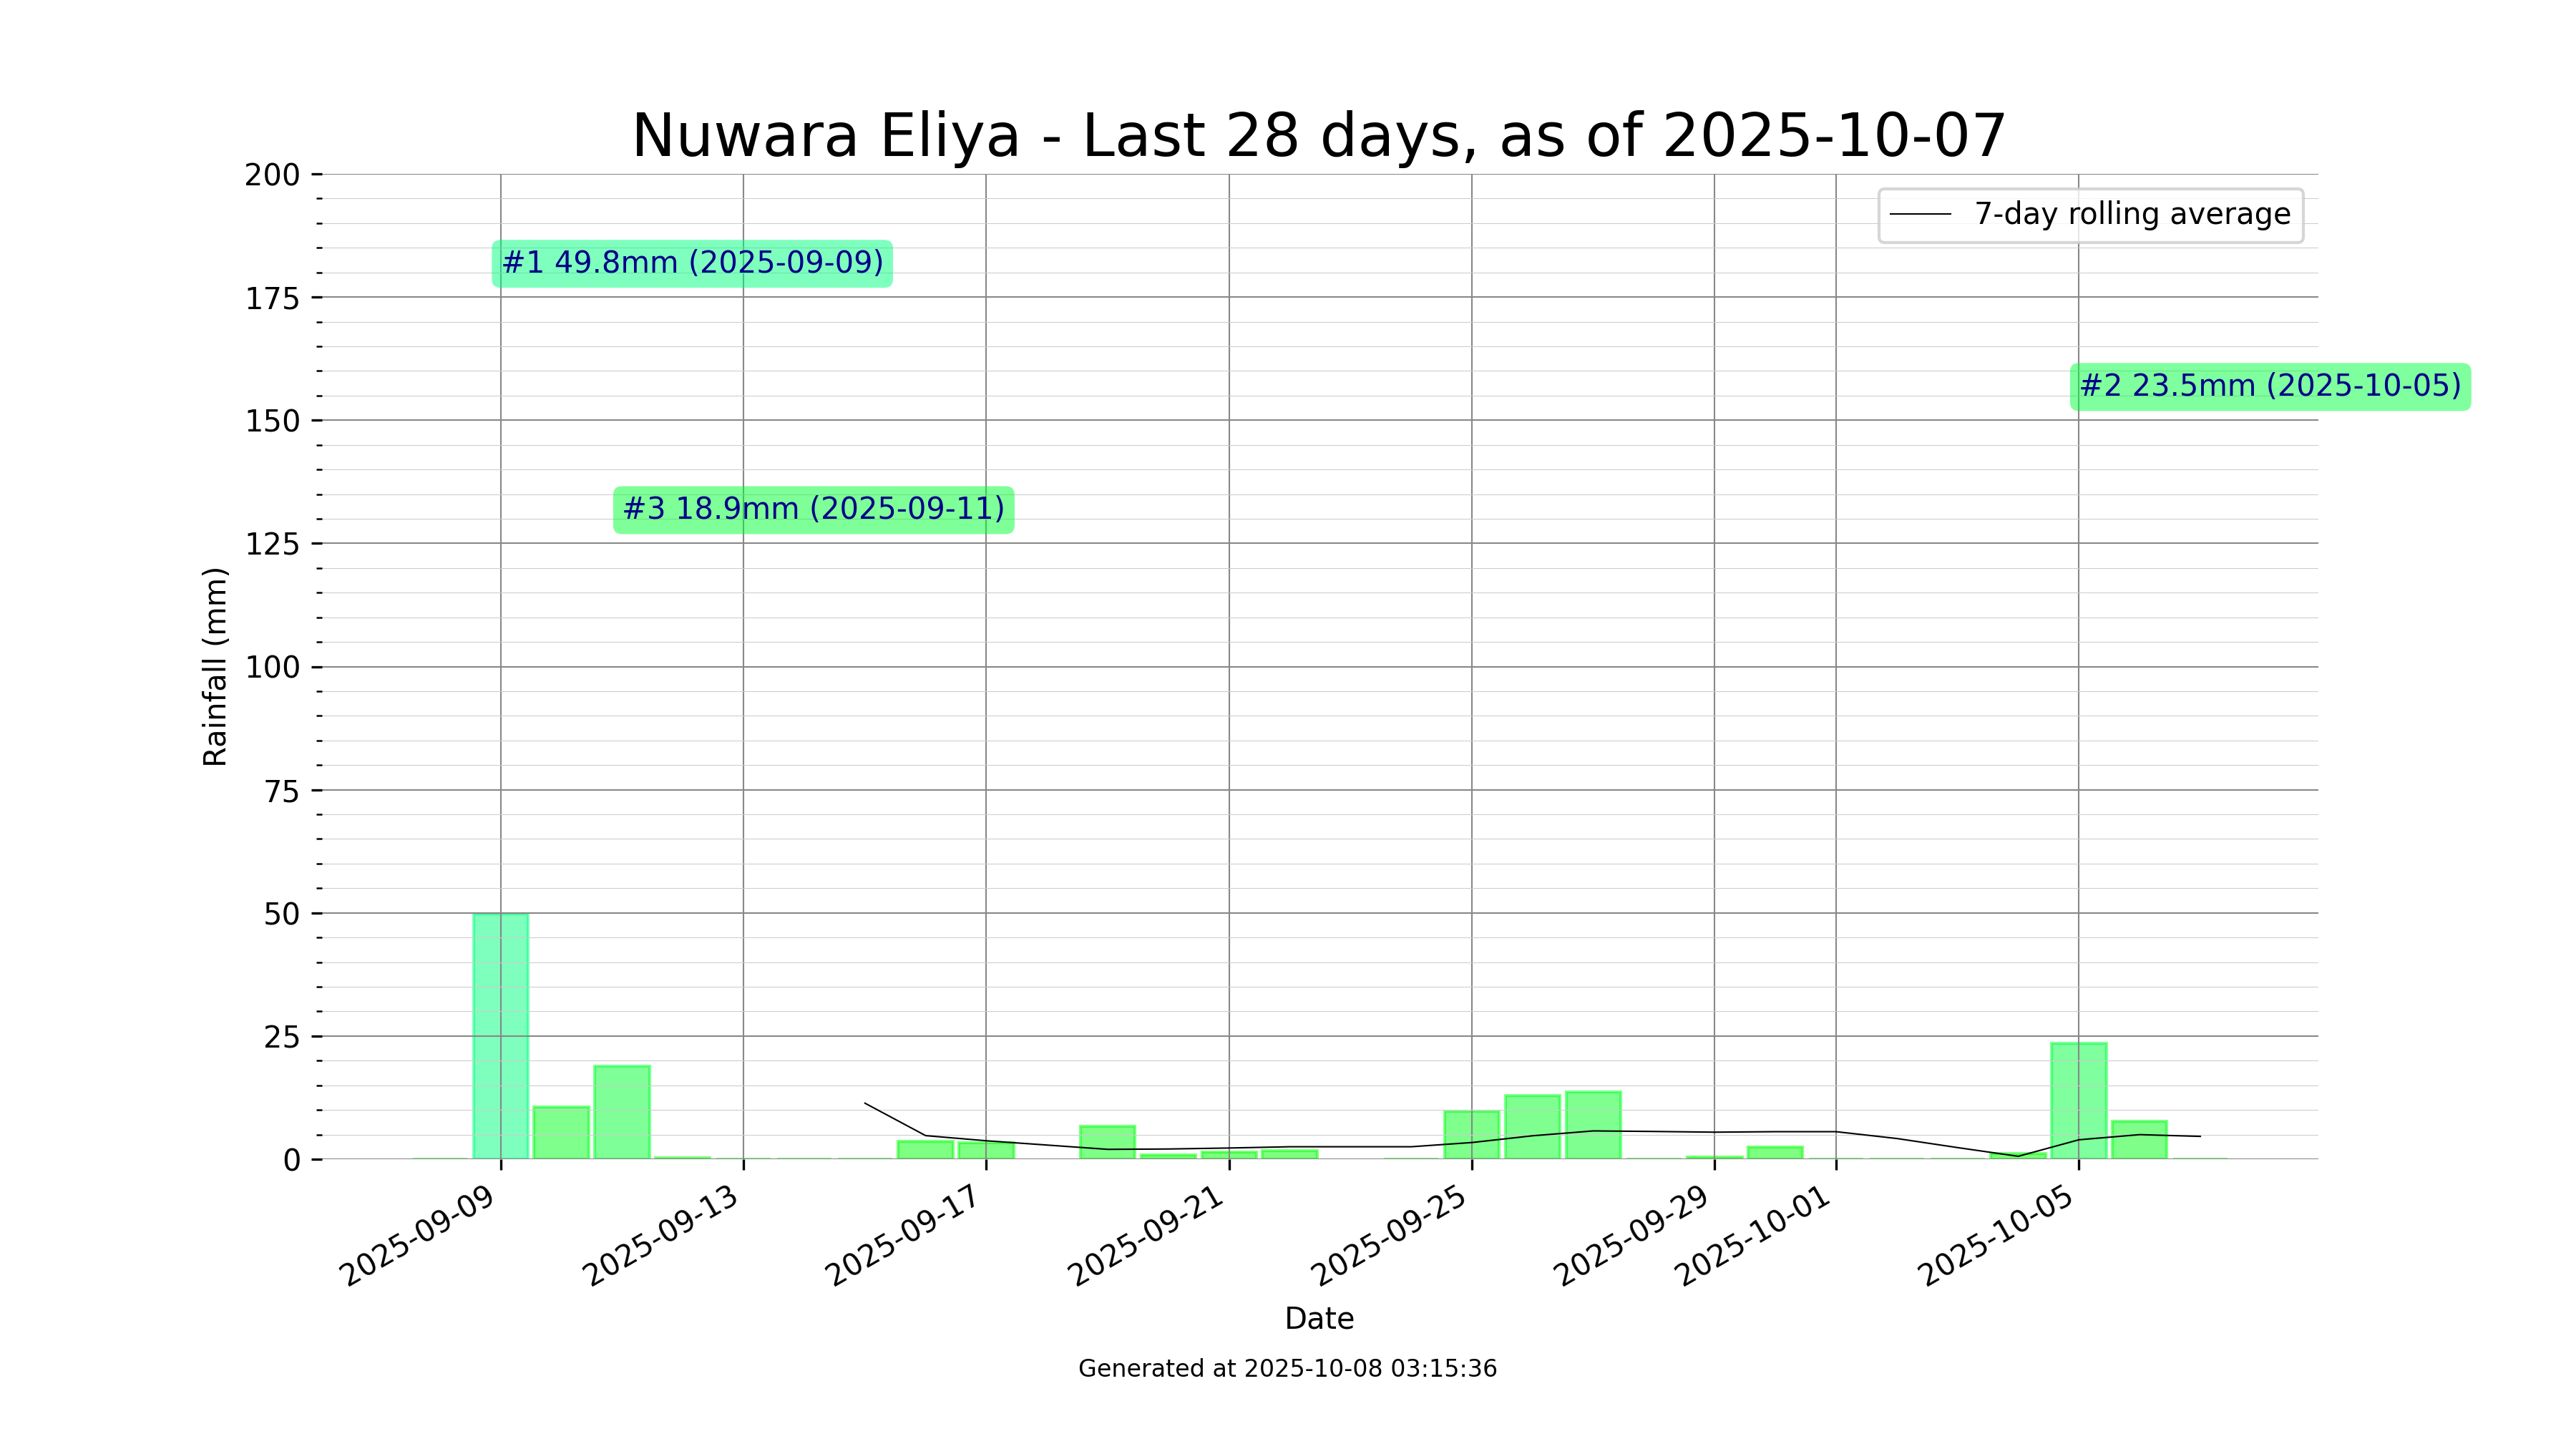 Nuwara Eliya - Last 28 days, as of 2025-10-07
7-day rolling average
#1 49.8mm (2025-09-09)
#2 23.5mm (2025-10-05)
#3 18.9mm (2025-09-11)
Rainfall (mm)
200
175
150
125
100
75
50
25
0
2025-09-09
2025-09-13
2025-09-17
2025-09-21
2025-09-25
2025-09-29
2025-10-01
2025-10-05
Date
Generated at 2025-10-08 03:15:36